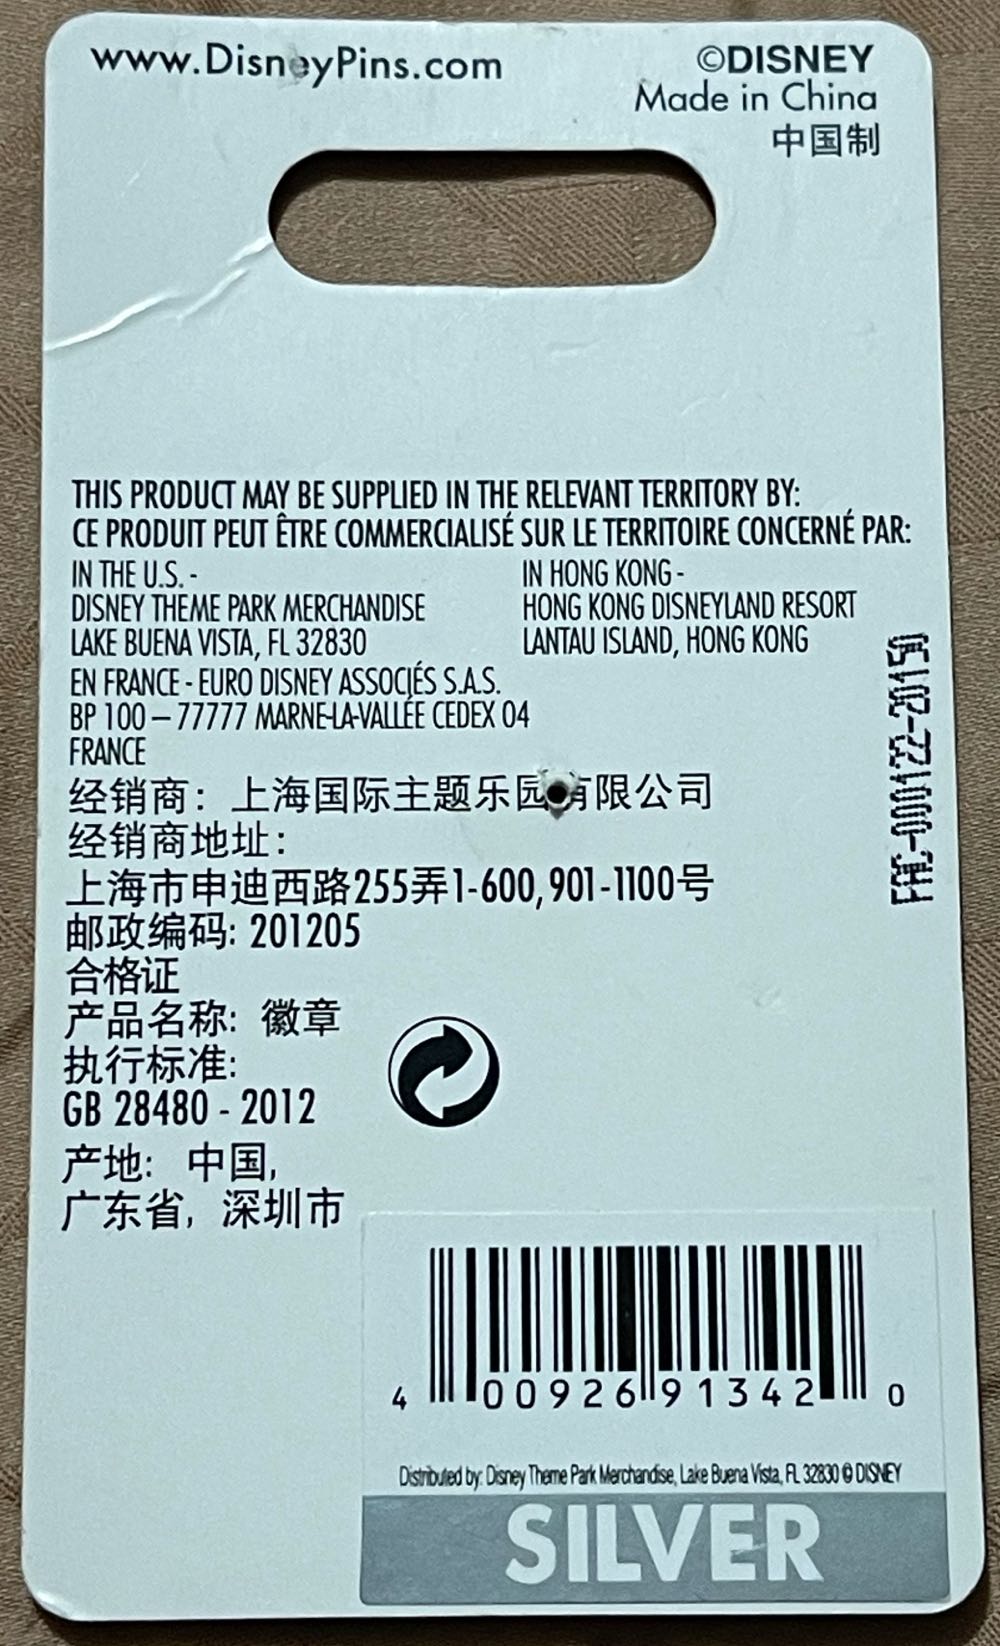 www.DisneyPins.com
©DISNEY
Made in China
中国制
THIS PRODUCT MAY BE SUPPLIED IN THE RELEVANT TERRITORY BY:
CE PRODUIT PEUT ÊTRE COMMERCIALISÉ SUR LE TERRITOIRE CONCERNÉ PAR:
IN THE U.S. -
DISNEY THEME PARK MERCHANDISE
LAKE BUENA VISTA, FL 32830
IN HONG KONG -
HONG KONG DISNEYLAND RESORT
LANTAU ISLAND, HONG KONG
EN FRANCE - EURO DISNEY ASSOCIÉS S.A.S.
BP 100 – 77777 MARNE-LA-VALLÉE CEDEX 04
FRANCE
经销商：上海国际主题乐园有限公司
经销商地址：
上海市申迪西路255弄1-600, 901-1100号
邮政编码: 201205
合格证
产品名称: 徽章
执行标准:
GB 28480 - 2012
产地: 中国,
广东省, 深圳市
FAC-000122-2015
4 00926 91342 0
Distributed by: Disney Theme Park Merchandise, Lake Buena Vista, FL 32830 © DISNEY
SILVER